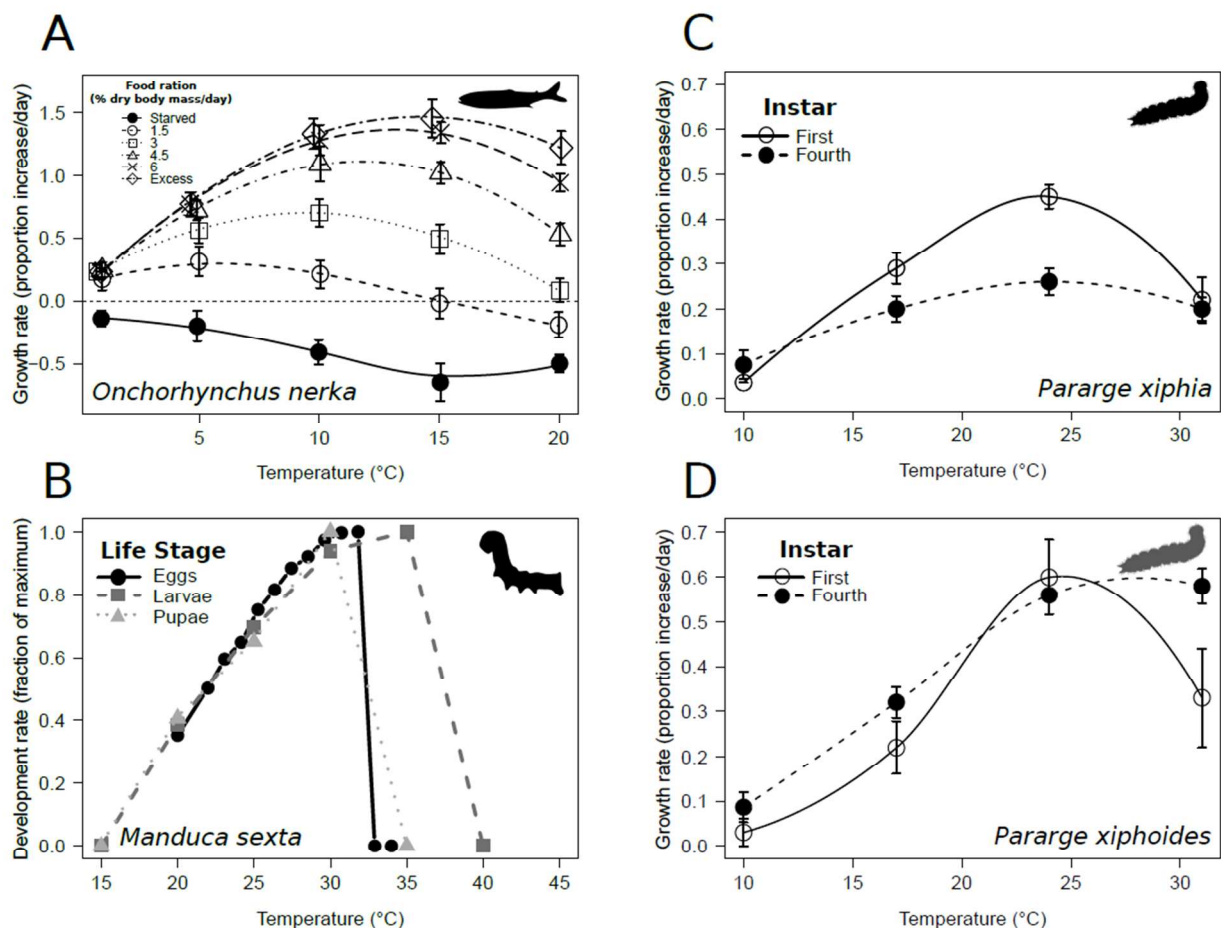 A
Growth rate (proportion increase/day)
1.5
1.0
0.5
0.0
−0.5
Food ration
(% dry body mass/day)
Starved
1.5
3
4.5
6
Excess
Onchorhynchus nerka
5
10
15
20
Temperature (°C)
B
Development rate (fraction of maximum)
1.0
0.8
0.6
0.4
0.2
0.0
Life Stage
Eggs
Larvae
Pupae
Manduca sexta
15
20
25
30
35
40
45
Temperature (°C)
C
Growth rate (proportion increase/day)
0.7
0.6
0.5
0.4
0.3
0.2
0.1
0.0
Instar
First
Fourth
Pararge xiphia
10
15
20
25
30
Temperature (°C)
D
Growth rate (proportion increase/day)
0.7
0.6
0.5
0.4
0.3
0.2
0.1
0.0
Instar
First
Fourth
Pararge xiphoides
10
15
20
25
30
Temperature (°C)